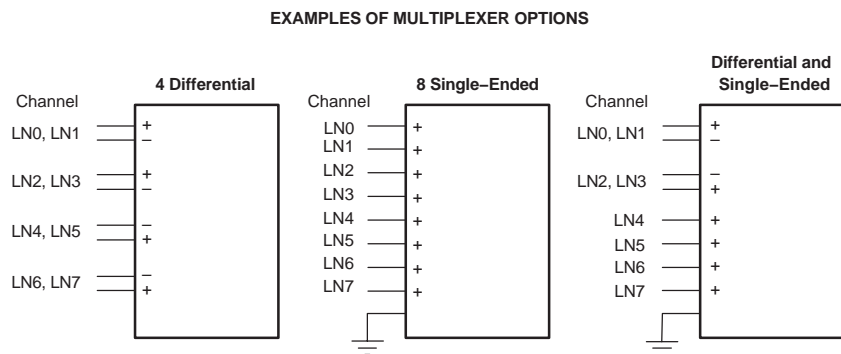 EXAMPLES OF MULTIPLEXER OPTIONS
4 Differential
Channel
LN0, LN1
+
–
LN2, LN3
+
–
LN4, LN5
–
+
LN6, LN7
–
+
8 Single–Ended
Channel
LN0 +
LN1 +
LN2 +
LN3 +
LN4 +
LN5 +
LN6 +
LN7 +
Differential and
Single–Ended
Channel
LN0, LN1
+
–
LN2, LN3
–
+
LN4 +
LN5 +
LN6 +
LN7 +